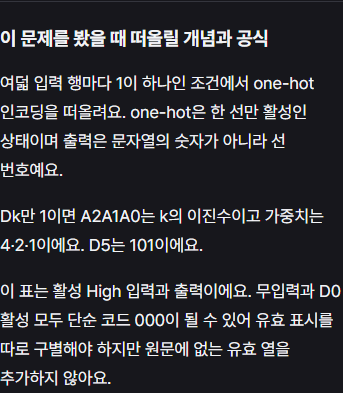 이 문제를 봤을 때 떠올릴 개념과 공식
여덟 입력 행마다 1이 하나인 조건에서 one-hot
인코딩을 떠올려요. one-hot은 한 선만 활성인
상태이며 출력은 문자열의 숫자가 아니라 선
번호예요.
Dk만 1이면 A2A1A0는 k의 이진수이고 가중치는
4·2·1이에요. D5는 101이에요.
이 표는 활성 High 입력과 출력이에요. 무입력과 D0
활성 모두 단순 코드 000이 될 수 있어 유효 표시를
따로 구별해야 하지만 원문에 없는 유효 열을
추가하지 않아요.